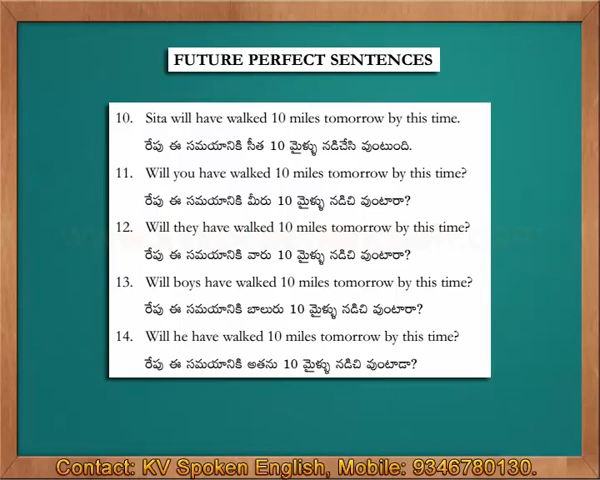 FUTURE PERFECT SENTENCES
10. Sita will have walked 10 miles tomorrow by this time.
రేపు ఈ సమయానికి సీత 10 మైళ్ళు నడిచేసి వుంటుంది.
11. Will you have walked 10 miles tomorrow by this time?
రేపు ఈ సమయానికి మీరు 10 మైళ్ళు నడిచి వుంటారా?
12. Will they have walked 10 miles tomorrow by this time?
రేపు ఈ సమయానికి వారు 10 మైళ్ళు నడిచి వుంటారా?
13. Will boys have walked 10 miles tomorrow by this time?
రేపు ఈ సమయానికి బాలురు 10 మైళ్ళు నడిచి వుంటారా?
14. Will he have walked 10 miles tomorrow by this time?
రేపు ఈ సమయానికి అతను 10 మైళ్ళు నడిచి వుంటాడా?
Contact: KV Spoken English, Mobile: 9346780130.